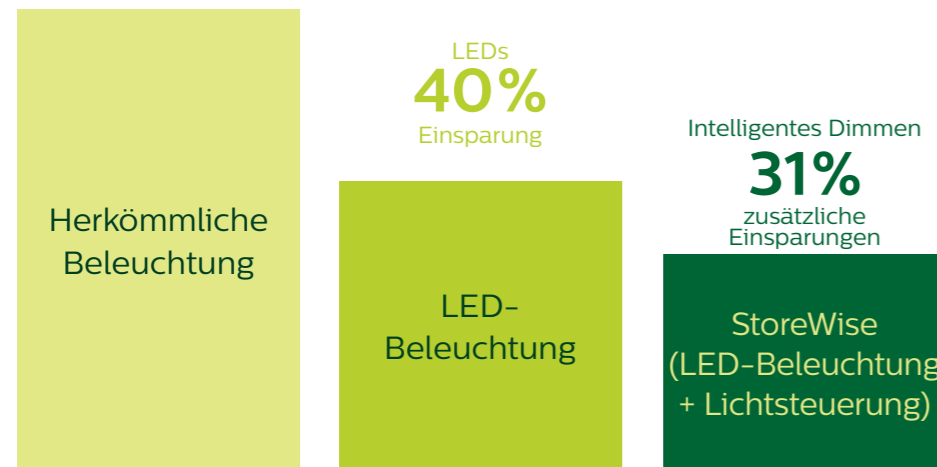 Herkömmliche
Beleuchtung
LEDs
40%
Einsparung
LED-
Beleuchtung
Intelligentes Dimmen
31%
zusätzliche
Einsparungen
StoreWise
(LED-Beleuchtung
+ Lichtsteuerung)